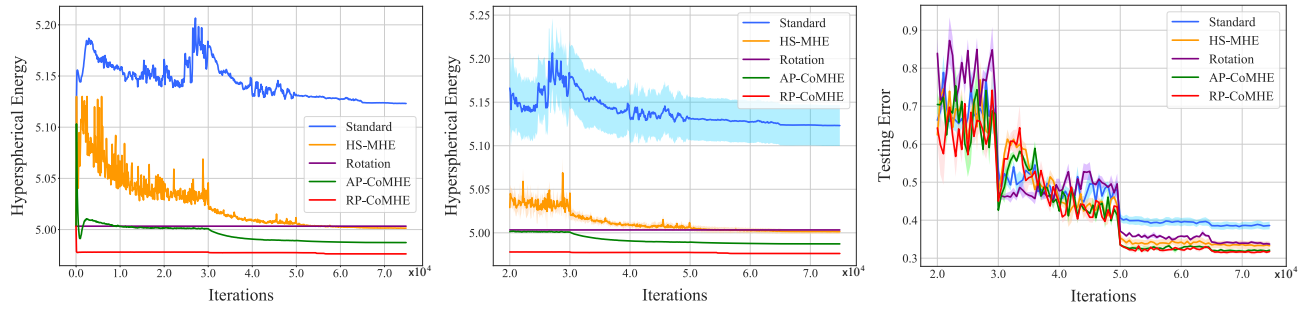 Hyperspherical Energy
5.20
5.15
5.10
5.05
5.00
0.0
1.0
2.0
3.0
4.0
5.0
6.0
7.0
x10^4
Iterations
Standard
HS-MHE
Rotation
AP-CoMHE
RP-CoMHE
Hyperspherical Energy
5.25
5.20
5.15
5.10
5.05
5.00
2.0
3.0
4.0
5.0
6.0
7.0
x10^4
Iterations
Standard
HS-MHE
Rotation
AP-CoMHE
RP-CoMHE
Testing Error
0.9
0.8
0.7
0.6
0.5
0.4
0.3
2.0
3.0
4.0
5.0
6.0
7.0
x10^4
Iterations
Standard
HS-MHE
Rotation
AP-CoMHE
RP-CoMHE